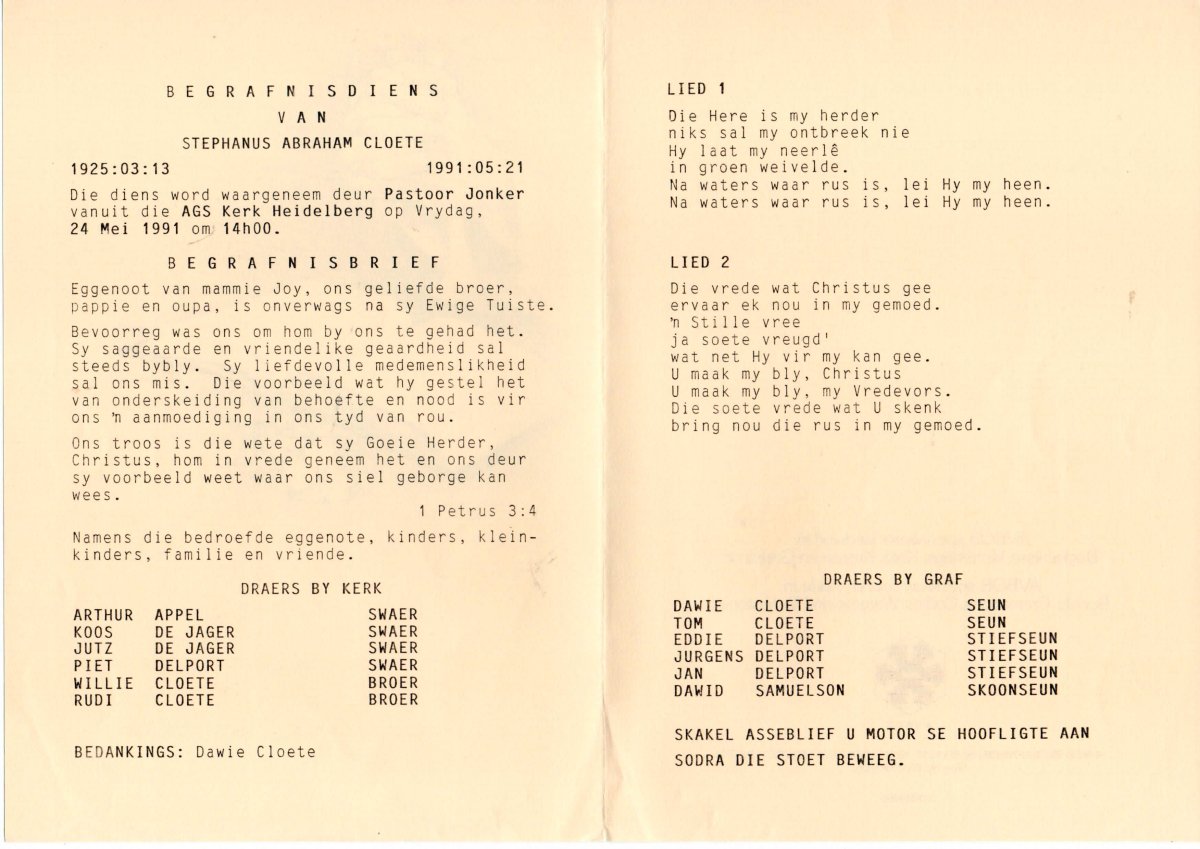 BEGRAFNISDIENS
VAN
STEPHANUS ABRAHAM CLOETE
1925:03:13 1991:05:21
Die diens word waargeneem deur Pastoor Jonker
vanuit die AGS Kerk Heidelberg op Vrydag,
24 Mei 1991 om 14h00.
BEGRAFNISBRIEF
Eggenoot van mammie Joy, ons geliefde broer,
pappie en oupa, is onverwags na sy Ewige Tuiste.
Bevoorreg was ons om hom by ons te gehad het.
Sy saggeaarde en vriendelike geaardheid sal
steeds bybly. Sy liefdevolle medemenslikheid
sal ons mis. Die voorbeeld wat hy gestel het
van onderskeiding van behoefte en nood is vir
ons 'n aanmoediging in ons tyd van rou.
Ons troos is die wete dat sy Goeie Herder,
Christus, hom in vrede geneem het en ons deur
sy voorbeeld weet waar ons siel geborge kan
wees.
1 Petrus 3:4
Namens die bedroefde eggenote, kinders, klein-
kinders, familie en vriende.
DRAERS BY KERK
ARTHUR APPEL SWAER
KOOS DE JAGER SWAER
JUTZ DE JAGER SWAER
PIET DELPORT SWAER
WILLIE CLOETE BROER
RUDI CLOETE BROER
BEDANKINGS: Dawie Cloete
LIED 1
Die Here is my herder
niks sal my ontbreek nie
Hy laat my neerlê
in groen weivelde.
Na waters waar rus is, lei Hy my heen.
Na waters waar rus is, lei Hy my heen.
LIED 2
Die vrede wat Christus gee
ervaar ek nou in my gemoed.
'n Stille vree
ja soete vreugd'
wat net Hy vir my kan gee.
U maak my bly, Christus
U maak my bly, my Vredevors.
Die soete vrede wat U skenk
bring nou die rus in my gemoed.
DRAERS BY GRAF
DAWIE CLOETE SEUN
TOM CLOETE SEUN
EDDIE DELPORT STIEFSEUN
JURGENS DELPORT STIEFSEUN
JAN DELPORT STIEFSEUN
DAWID SAMUELSON SKOONSEUN
SKAKEL ASSEBLIEF U MOTOR SE HOOFLIGTE AAN
SODRA DIE STOET BEWEEG.